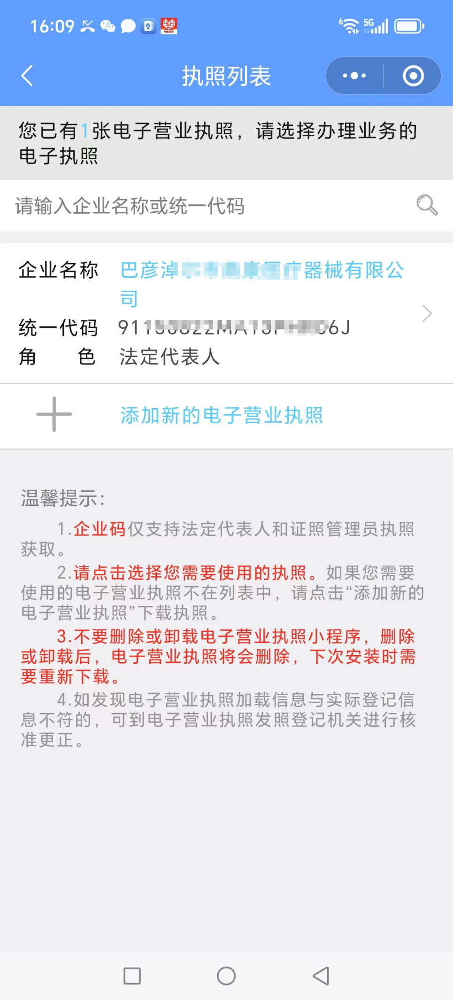 16:09
5G
执照列表
您已有1张电子营业执照，请选择办理业务的
电子执照
请输入企业名称或统一代码
企业名称 巴彦淖 器械有限公
司
统一代码 911 6J
角 色 法定代表人
添加新的电子营业执照
温馨提示：
1.企业码仅支持法定代表人和证照管理员执照
获取。
2.请点击选择您需要使用的执照。如果您需要
使用的电子营业执照不在列表中，请点击“添加新的
电子营业执照”下载执照。
3.不要删除或卸载电子营业执照小程序，删除
或卸载后，电子营业执照将会删除，下次安装时需
要重新下载。
4.如发现电子营业执照加载信息与实际登记信
息不符的，可到电子营业执照发照登记机关进行核
准更正。